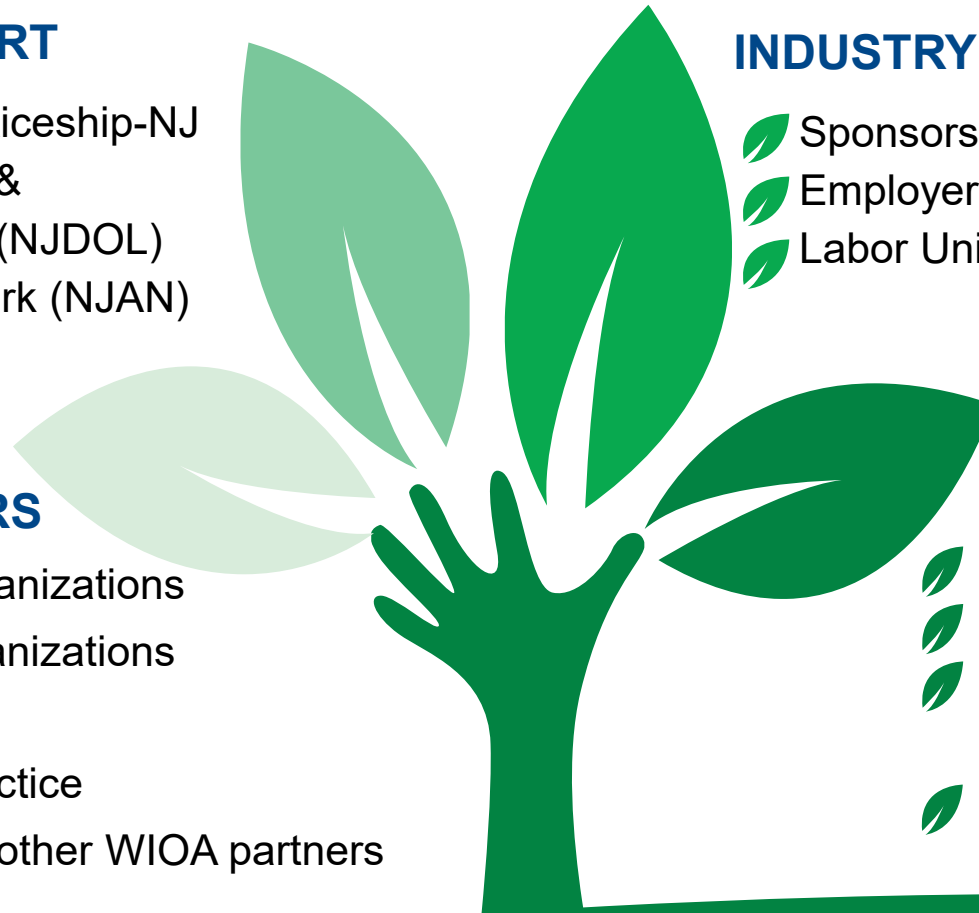 RT
iceship-NJ
&
(NJDOL)
rk (NJAN)
INDUSTRY
Sponsors
Employer
Labor Uni
RS
anizations
anizations
ctice
other WIOA partners